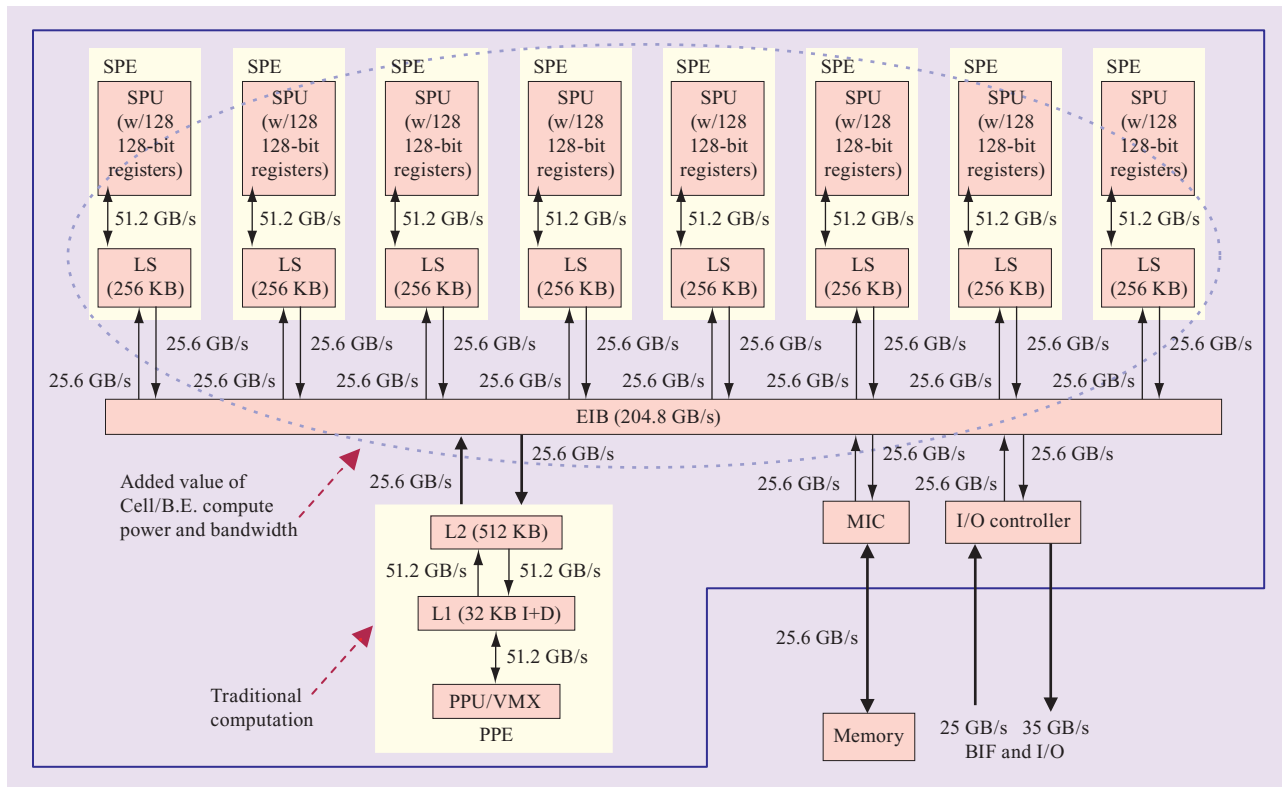 SPE SPE SPE SPE SPE SPE SPE SPE
SPU SPU SPU SPU SPU SPU SPU SPU
(w/128 (w/128 (w/128 (w/128 (w/128 (w/128 (w/128 (w/128
128-bit 128-bit 128-bit 128-bit 128-bit 128-bit 128-bit 128-bit
registers) registers) registers) registers) registers) registers) registers) registers)
51.2 GB/s 51.2 GB/s 51.2 GB/s 51.2 GB/s 51.2 GB/s 51.2 GB/s 51.2 GB/s 51.2 GB/s
LS LS LS LS LS LS LS LS
(256 KB) (256 KB) (256 KB) (256 KB) (256 KB) (256 KB) (256 KB) (256 KB)
25.6 GB/s 25.6 GB/s 25.6 GB/s 25.6 GB/s 25.6 GB/s 25.6 GB/s 25.6 GB/s 25.6 GB/s
25.6 GB/s 25.6 GB/s 25.6 GB/s 25.6 GB/s 25.6 GB/s 25.6 GB/s 25.6 GB/s 25.6 GB/s
EIB (204.8 GB/s)
25.6 GB/s 25.6 GB/s 25.6 GB/s
25.6 GB/s 25.6 GB/s 25.6 GB/s
Added value of
Cell/B.E. compute
power and bandwidth
L2 (512 KB)
MIC
I/O controller
51.2 GB/s 51.2 GB/s
L1 (32 KB I+D)
51.2 GB/s
25.6 GB/s
Traditional
computation
PPU/VMX
PPE
Memory
25 GB/s 35 GB/s
BIF and I/O